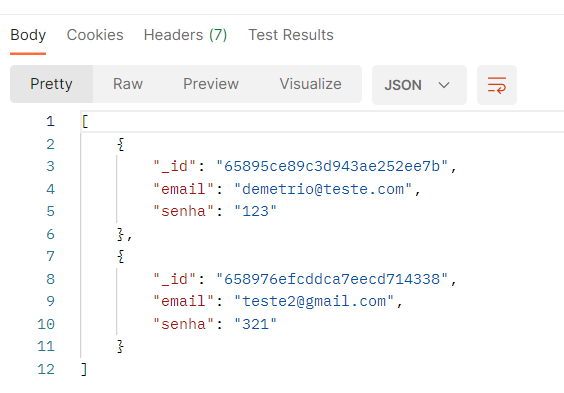 Body Cookies Headers (7) Test Results
Pretty Raw Preview Visualize JSON
1 [
2 {
3 "_id": "65895ce89c3d943ae252ee7b",
4 "email": "demetrio@teste.com",
5 "senha": "123"
6 },
7 {
8 "_id": "658976efcddca7eecd714338",
9 "email": "teste2@gmail.com",
10 "senha": "321"
11 }
12 ]